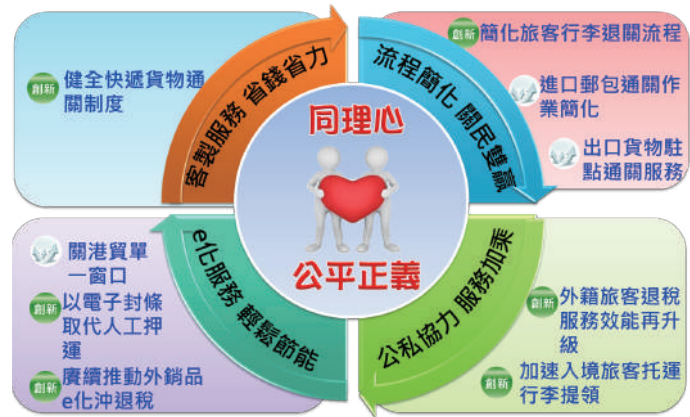 創新
健全快遞貨物通
關制度
客製服務 省錢省力
流程簡化 關民雙贏
創新
簡化旅客行李退關流程
進口郵包通關作
業簡化
出口貨物駐
點通關服務
同理心
公平正義
e化服務 輕鬆節能
關港貿單
一窗口
創新
以電子封條
取代人工押
運
創新
賡續推動外銷品
e化沖退稅
公私協力 服務加乘
創新
外籍旅客退稅
服務效能再升
級
創新
加速入境旅客托運
行李提領